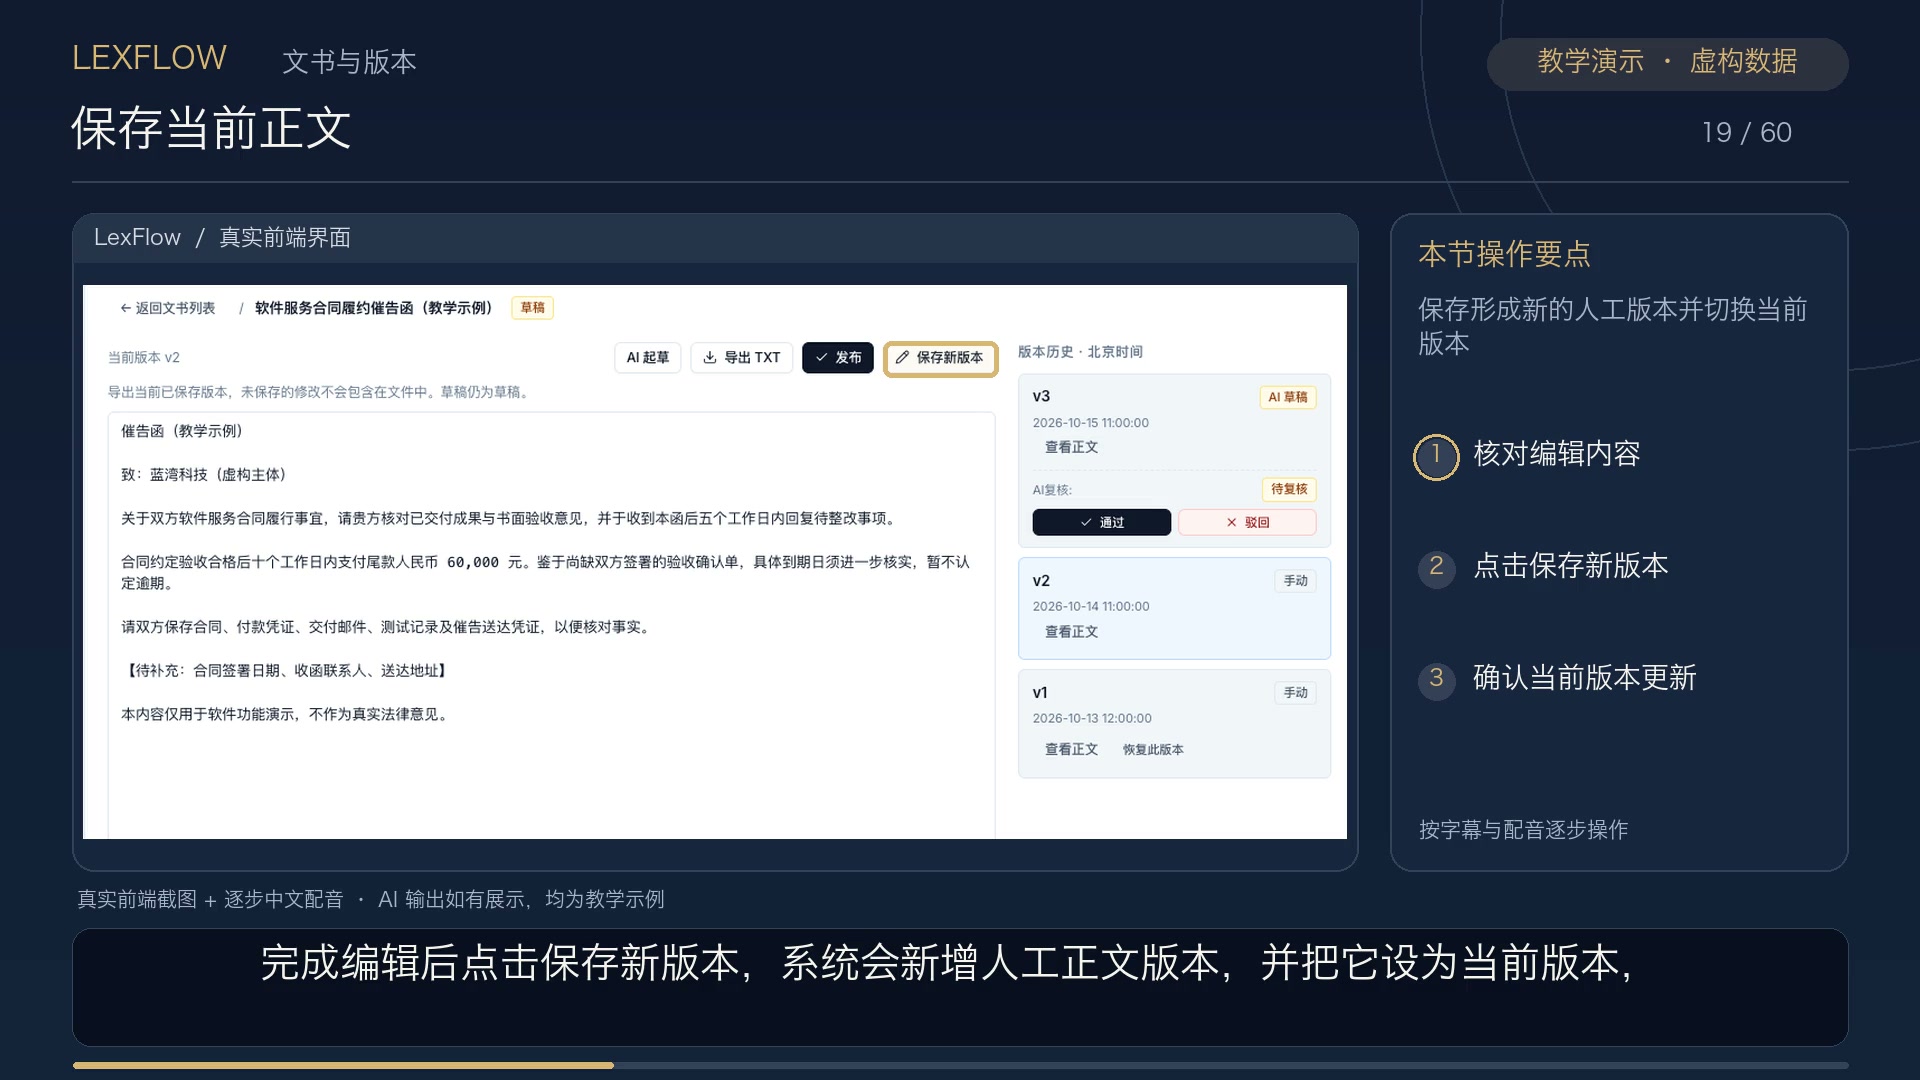 LEXFLOW 文书与版本
教学演示 · 虚构数据
保存当前正文
19 / 60
LexFlow / 真实前端界面
← 返回文书列表 / 软件服务合同履约催告函（教学示例） 草稿
当前版本 v2
AI 起草 导出 TXT 发布 保存新版本
导出当前已保存版本，未保存的修改不会包含在文件中。草稿仍为草稿。
催告函（教学示例）
致：蓝湾科技（虚构主体）
关于双方软件服务合同履行事宜，请贵方核对已交付成果与书面验收意见，并于收到本函后五个工作日内回复待整改事项。
合同约定验收合格后十个工作日内支付尾款人民币 60,000 元。鉴于尚缺双方签署的验收确认单，具体到期日须进一步核实，暂不认
定逾期。
请双方保存合同、付款凭证、交付邮件、测试记录及催告送达凭证，以便核对事实。
【待补充：合同签署日期、收函联系人、送达地址】
本内容仅用于软件功能演示，不作为真实法律意见。
版本历史 · 北京时间
v3 AI 草稿
2026-10-15 11:00:00
查看正文
AI复核: 待复核
通过 驳回
v2 手动
2026-10-14 11:00:00
查看正文
v1 手动
2026-10-13 12:00:00
查看正文 恢复此版本
本节操作要点
保存形成新的人工版本并切换当前
版本
1 核对编辑内容
2 点击保存新版本
3 确认当前版本更新
按字幕与配音逐步操作
真实前端截图 + 逐步中文配音 · AI 输出如有展示，均为教学示例
完成编辑后点击保存新版本，系统会新增人工正文版本，并把它设为当前版本，